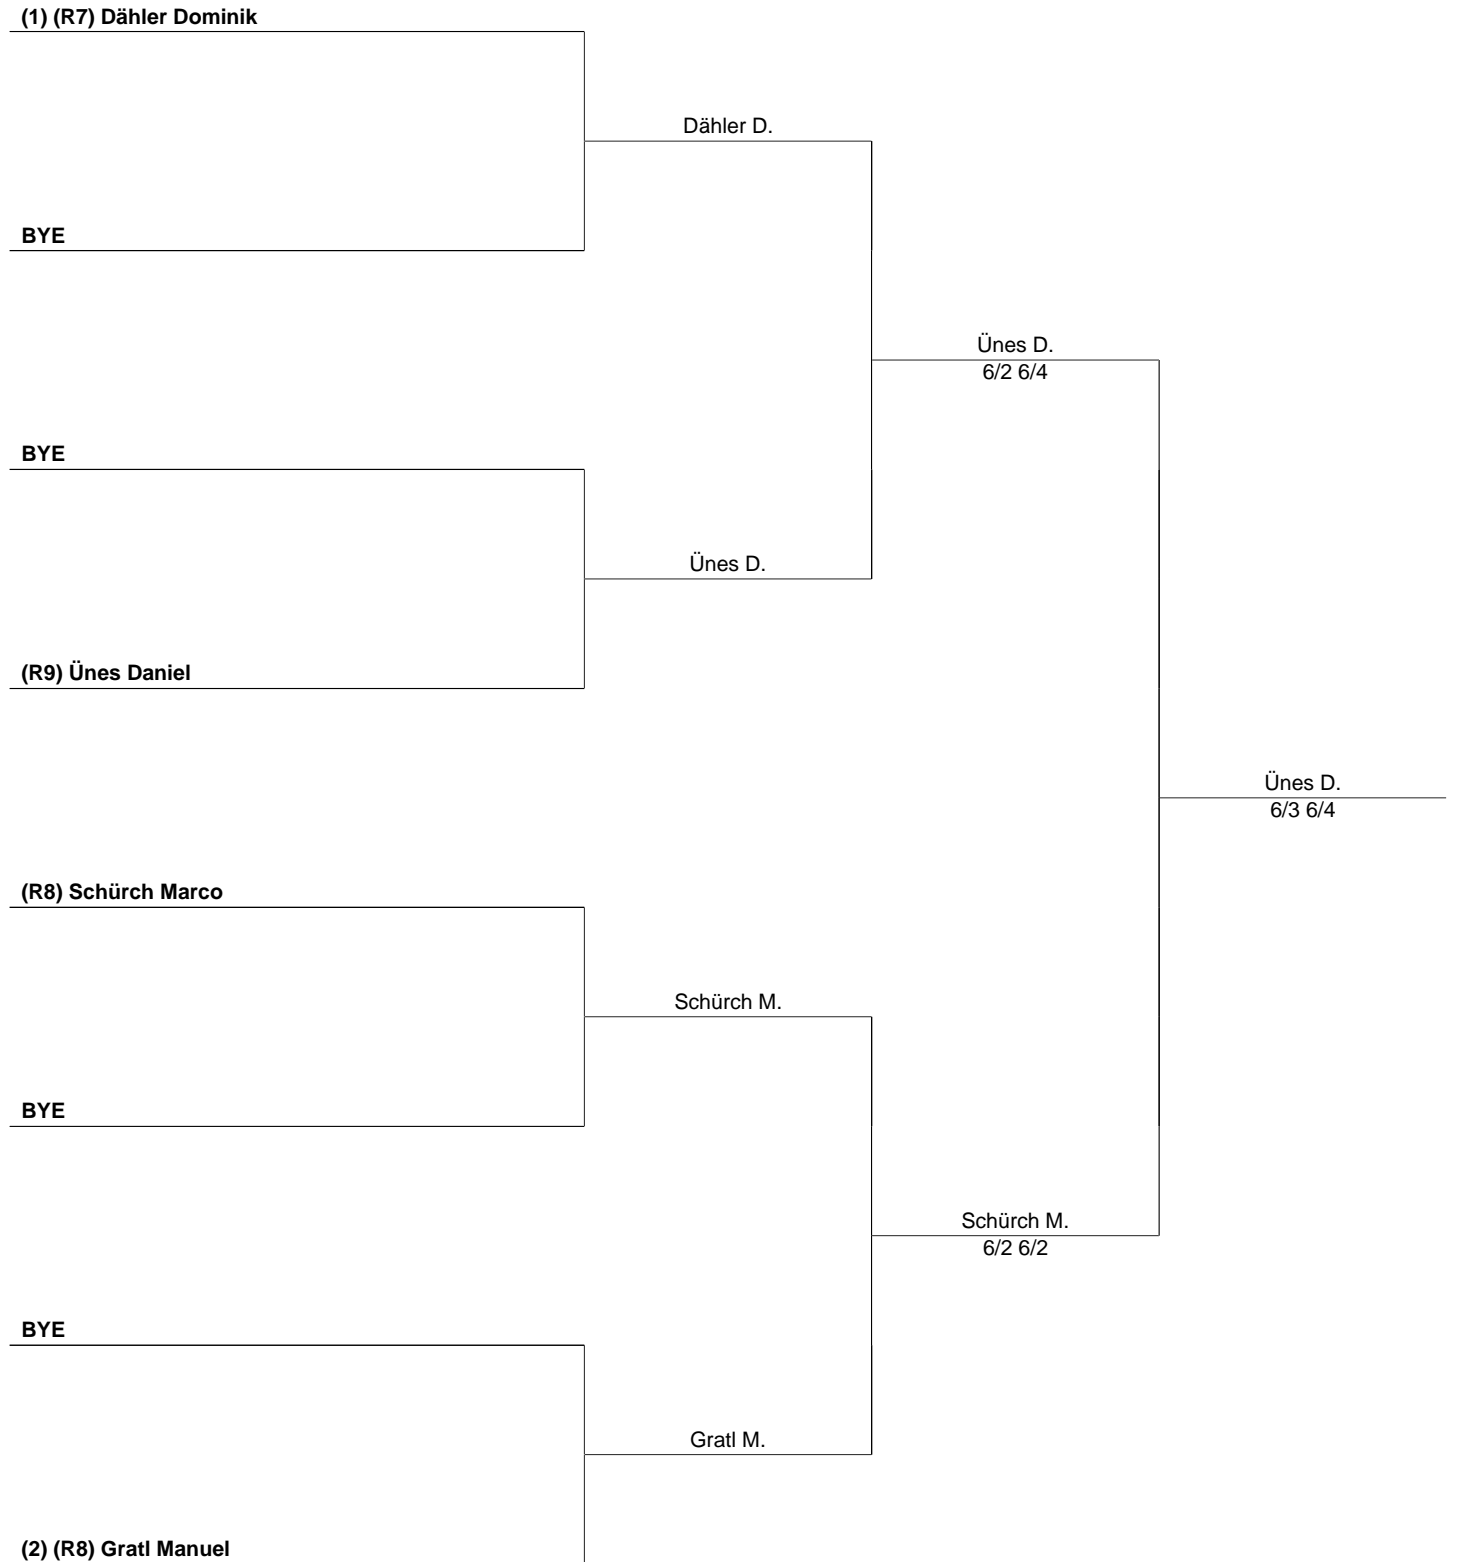 (1) (R7) Dähler Dominik
Dähler D.
BYE
Ünes D.
6/2 6/4
BYE
Ünes D.
(R9) Ünes Daniel
Ünes D.
6/3 6/4
(R8) Schürch Marco
Schürch M.
BYE
Schürch M.
6/2 6/2
BYE
Gratl M.
(2) (R8) Gratl Manuel